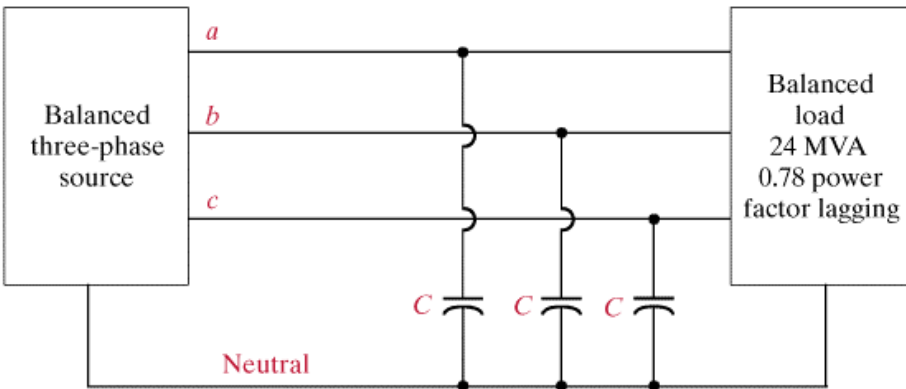 a
b
c
Balanced
three-phase
source
Balanced
load
24 MVA
0.78 power
factor lagging
C
C
C
Neutral